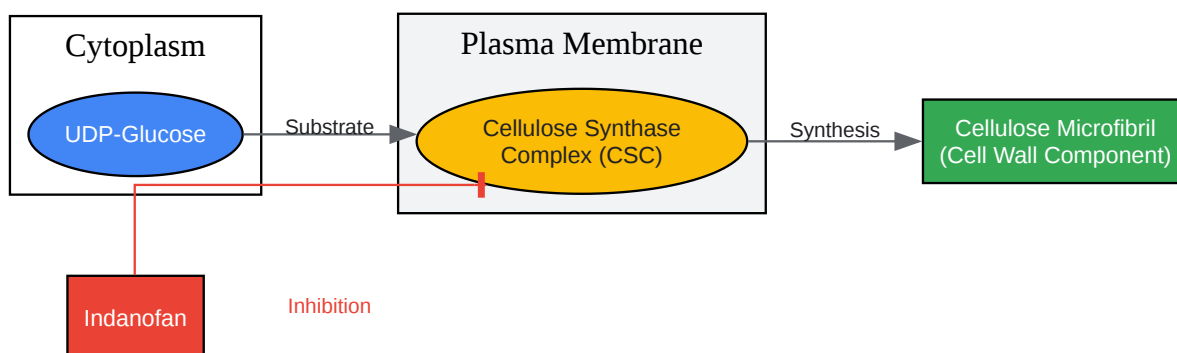 Cytoplasm
Plasma Membrane
UDP-Glucose
Substrate
Cellulose Synthase
Complex (CSC)
Synthesis
Cellulose Microfibril
(Cell Wall Component)
Indanofan
Inhibition